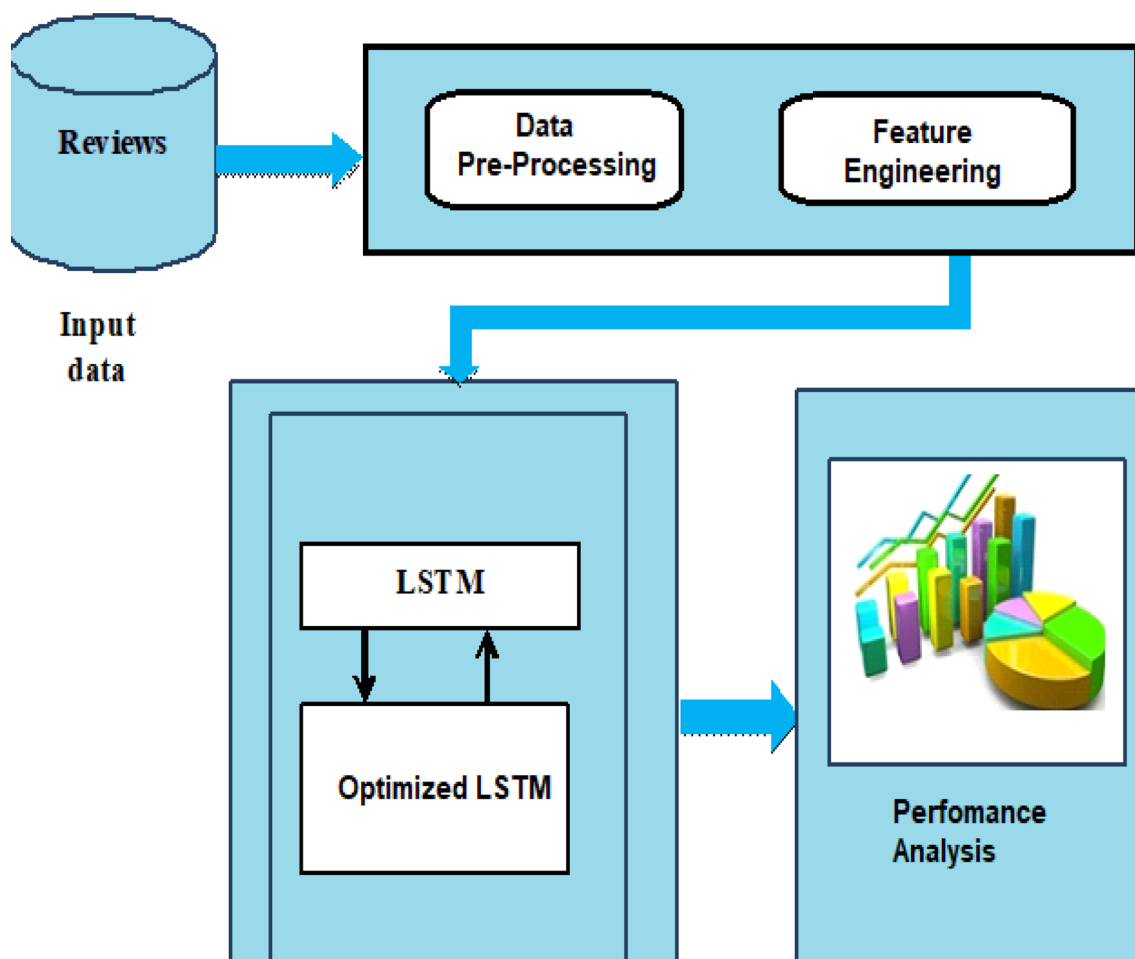 Reviews
Input
data
Data
Pre-Processing
Feature
Engineering
LSTM
Optimized LSTM
Perfomance
Analysis